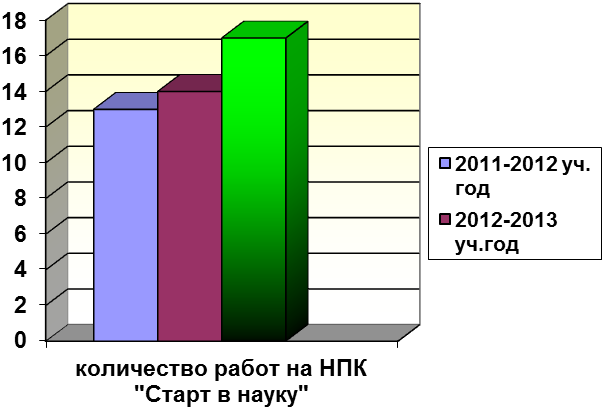 18
16
14
12
10
8
6
4
2
0
количество работ на НПК
"Старт в науку"
2011-2012 уч.
год
2012-2013
уч.год